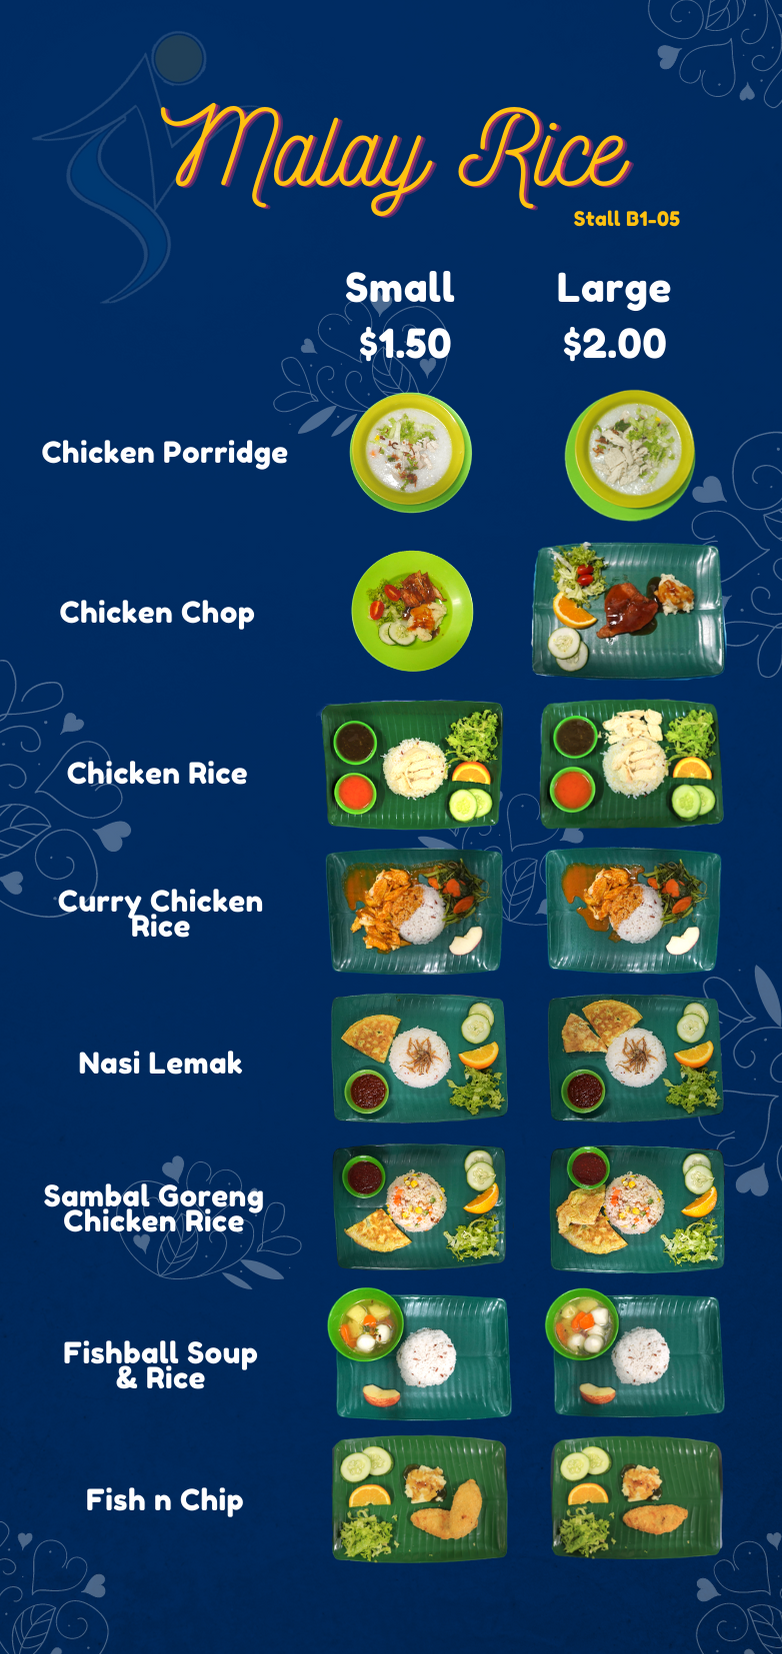 Malay Rice
Stall B1-05
Small Large
$1.50 $2.00
Chicken Porridge
Chicken Chop
Chicken Rice
Curry Chicken
Rice
Nasi Lemak
Sambal Goreng
Chicken Rice
Fishball Soup
& Rice
Fish n Chip